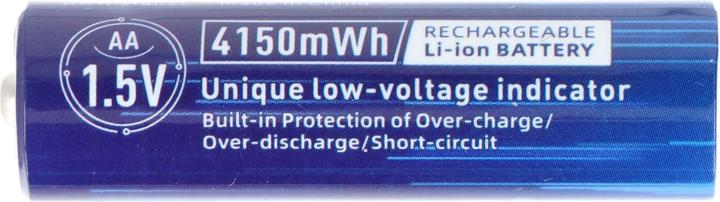 AA
1.5V
4150mWh
RECHARGEABLE
Li-ion BATTERY
Unique low-voltage indicator
Built-in Protection of Over-charge/
Over-discharge/Short-circuit